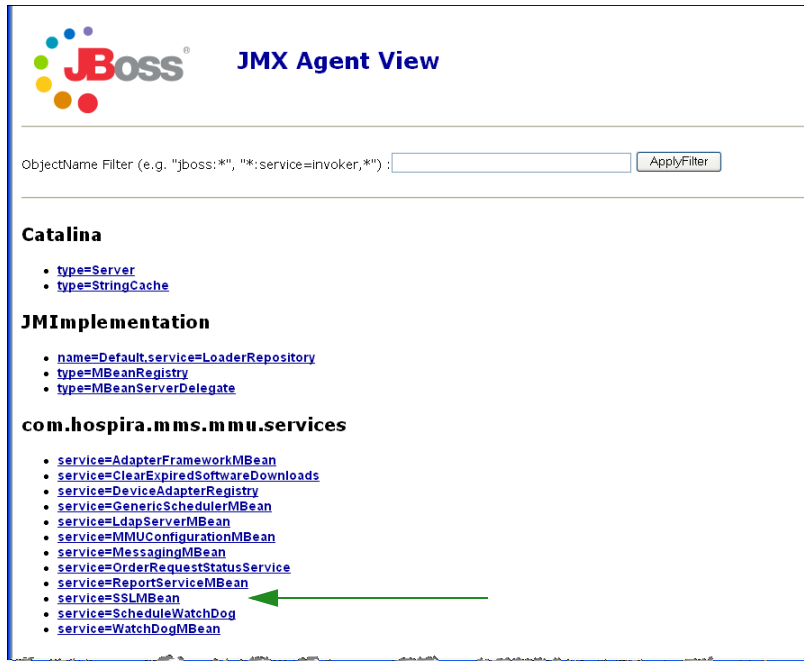 JBoss®
JMX Agent View
ObjectName Filter (e.g. "jboss:*", "*:service=invoker,*") :
ApplyFilter
Catalina
type=Server
type=StringCache
JMImplementation
name=Default,service=LoaderRepository
type=MBeanRegistry
type=MBeanServerDelegate
com.hospira.mms.mmu.services
service=AdapterFrameworkMBean
service=ClearExpiredSoftwareDownloads
service=DeviceAdapterRegistry
service=GenericSchedulerMBean
service=LdapServerMBean
service=MMUConfigurationMBean
service=MessagingMBean
service=OrderRequestStatusService
service=ReportServiceMBean
service=SSLMBean
service=ScheduleWatchDog
service=WatchDogMBean